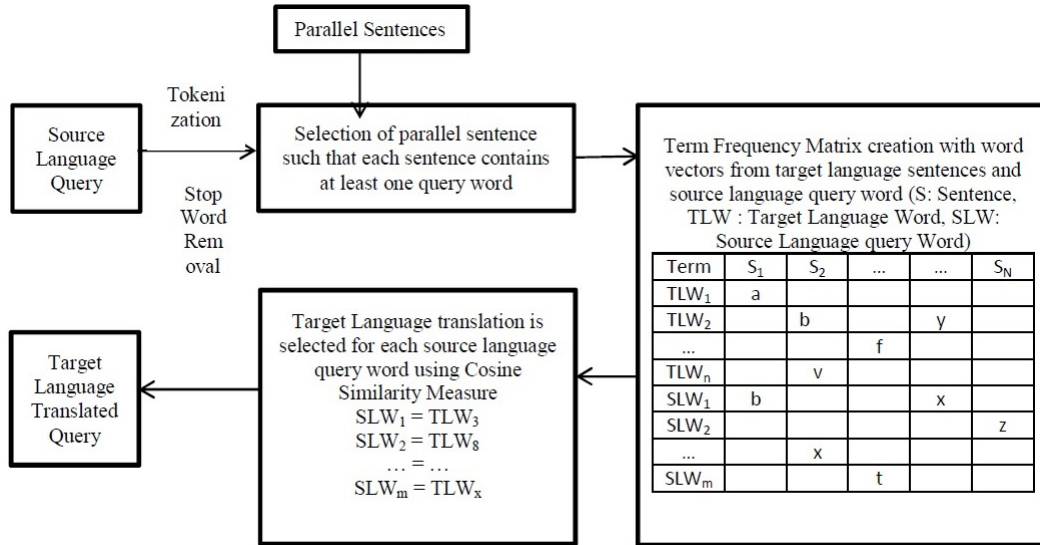 Parallel Sentences
Source
Language
Query
Tokeni
zation
Stop
Word
Rem
oval
Selection of parallel sentence
such that each sentence contains
at least one query word
Term Frequency Matrix creation with word
vectors from target language sentences and
source language query word (S: Sentence,
TLW : Target Language Word, SLW:
Source Language query Word)
Term S₁ S₂ ... ... S_N
TLW₁ a
TLW₂ b y
... f
TLWₙ v
SLW₁ b x
SLW₂ z
... x
SLWₘ t
Target Language translation is
selected for each source language
query word using Cosine
Similarity Measure
SLW₁ = TLW₃
SLW₂ = TLW₈
... = ...
SLWₘ = TLWₓ
Target
Language
Translated
Query